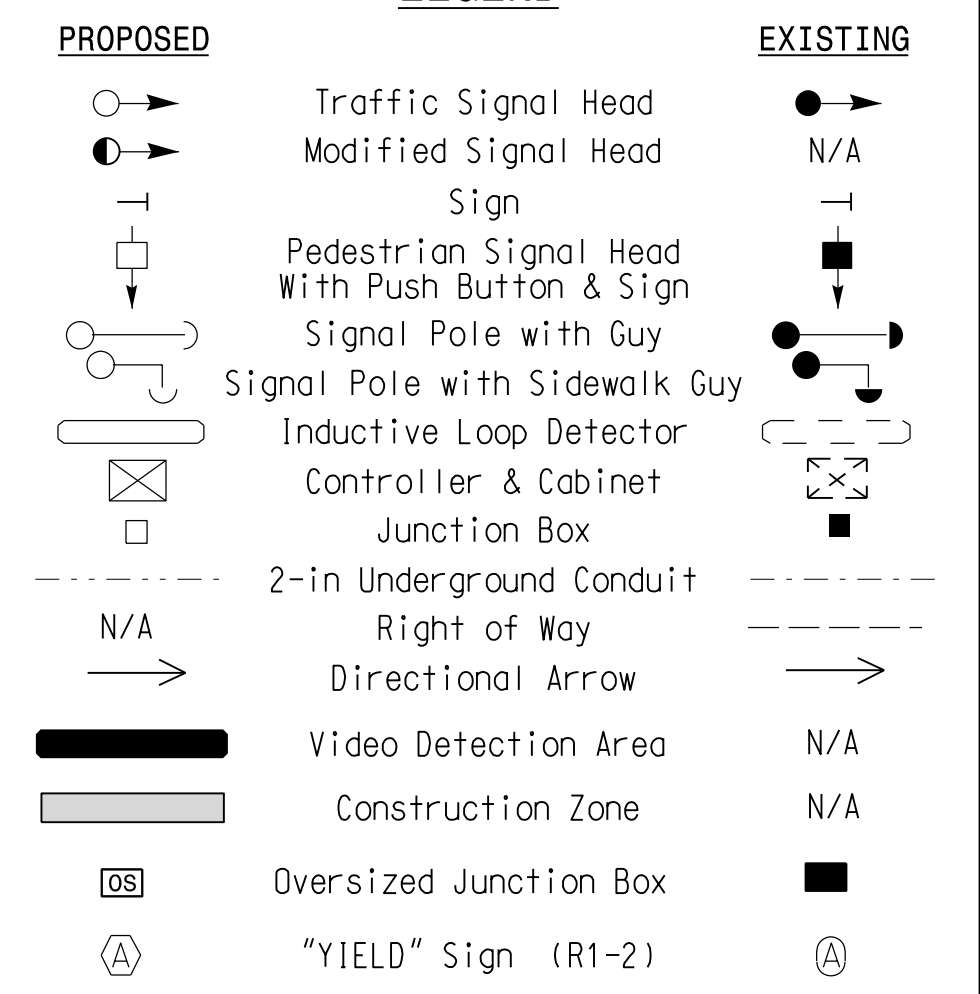 PROPOSED EXISTING
Traffic Signal Head
Modified Signal Head N/A
Sign
Pedestrian Signal Head
With Push Button & Sign
Signal Pole with Guy
Signal Pole with Sidewalk Guy
Inductive Loop Detector
Controller & Cabinet
Junction Box
2-in Underground Conduit
N/A Right of Way
Directional Arrow
Video Detection Area N/A
Construction Zone N/A
OS Oversized Junction Box
A "YIELD" Sign (R1-2) A